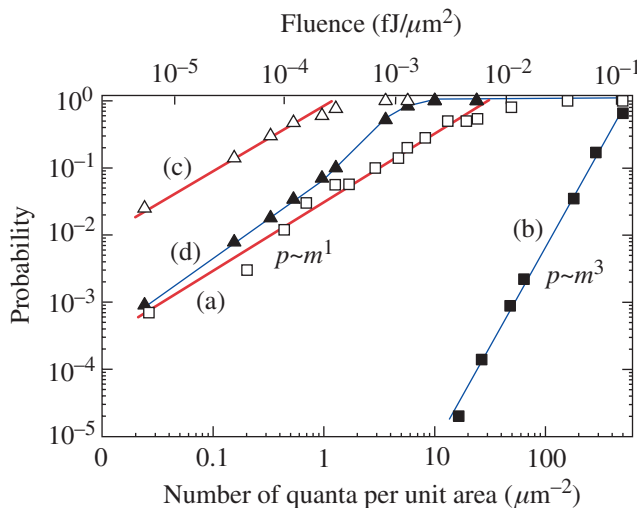 Fluence (fJ/μm²)
10⁻⁵ 10⁻⁴ 10⁻³ 10⁻² 10⁻¹
10⁰
10⁻¹
10⁻²
10⁻³
10⁻⁴
10⁻⁵
Probability
(c)
(d)
(a)
(b)
p~m¹
p~m³
0 0.1 1 10 100
Number of quanta per unit area (μm⁻²)